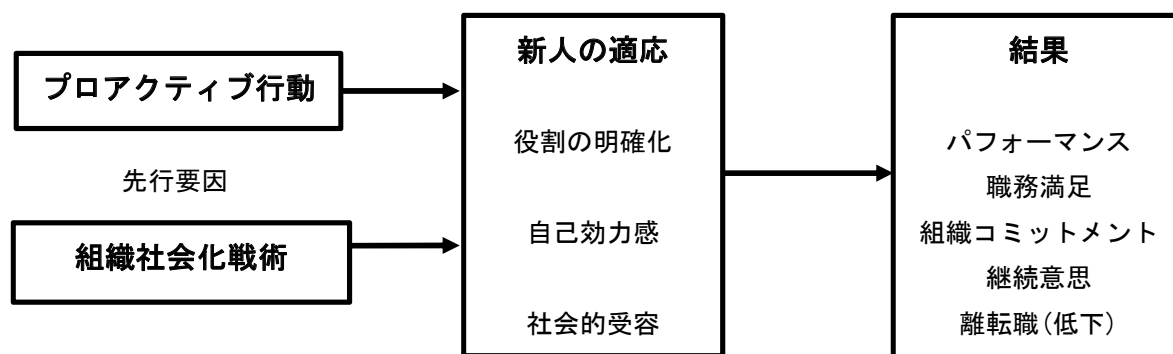 プロアクティブ行動
先行要因
組織社会化戦術
新人の適応
役割の明確化
自己効力感
社会的受容
結果
パフォーマンス
職務満足
組織コミットメント
継続意思
離転職(低下)